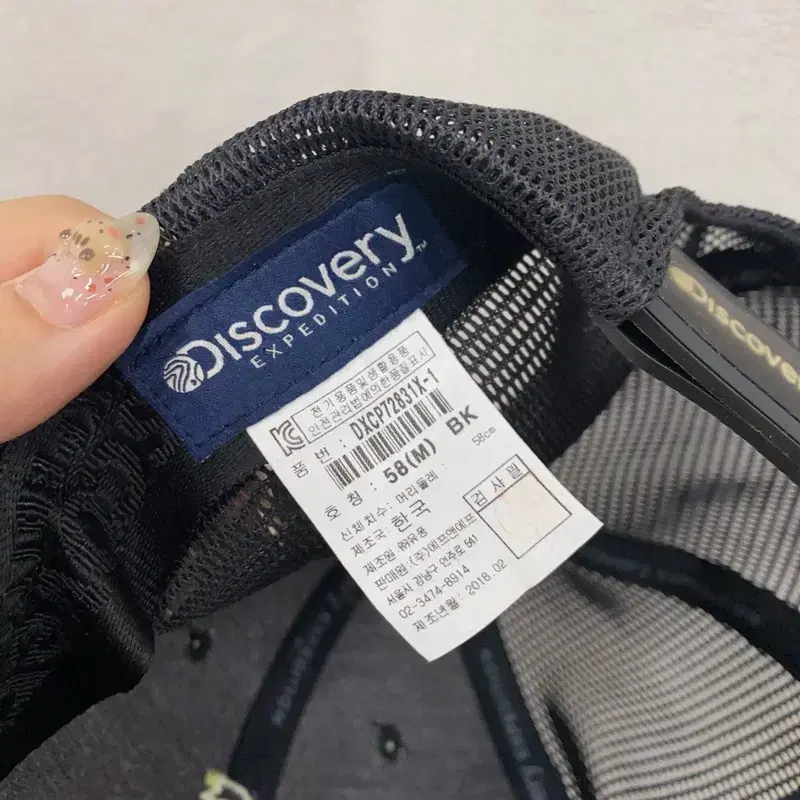 Discovery™
EXPEDITION
Discovery
전기용품및생활용품
안전관리법에의한품질표시
품 번 : DXCP72831X-1
호 칭 : 58(M) BK
신체치수: 머리둘레 : 58cm
제조국: 한국
검사필
제조원: ㈜유풍
판매원: (주)에프앤에프
서울시 강남구 언주로 541
02-3474-8914
제조년월 : 2018.02